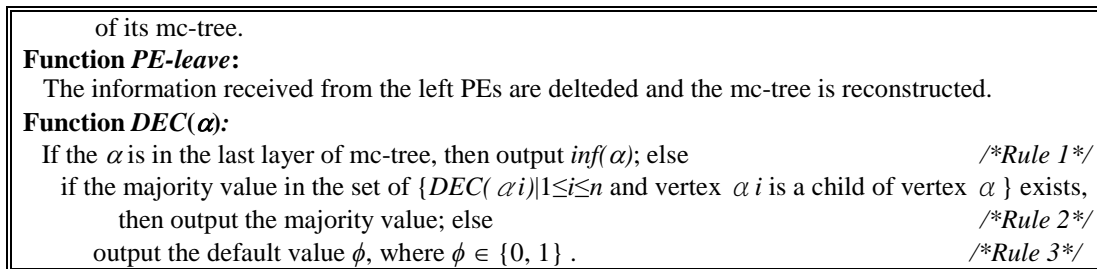 of its mc-tree.
Function PE-leave:
The information received from the left PEs are delteded and the mc-tree is reconstructed.
Function DEC(α):
If the α is in the last layer of mc-tree, then output inf(α); else /*Rule 1*/
if the majority value in the set of {DEC( αi)|1≤i≤n and vertex αi is a child of vertex α } exists,
then output the majority value; else /*Rule 2*/
output the default value ϕ, where ϕ ∈ {0, 1} . /*Rule 3*/